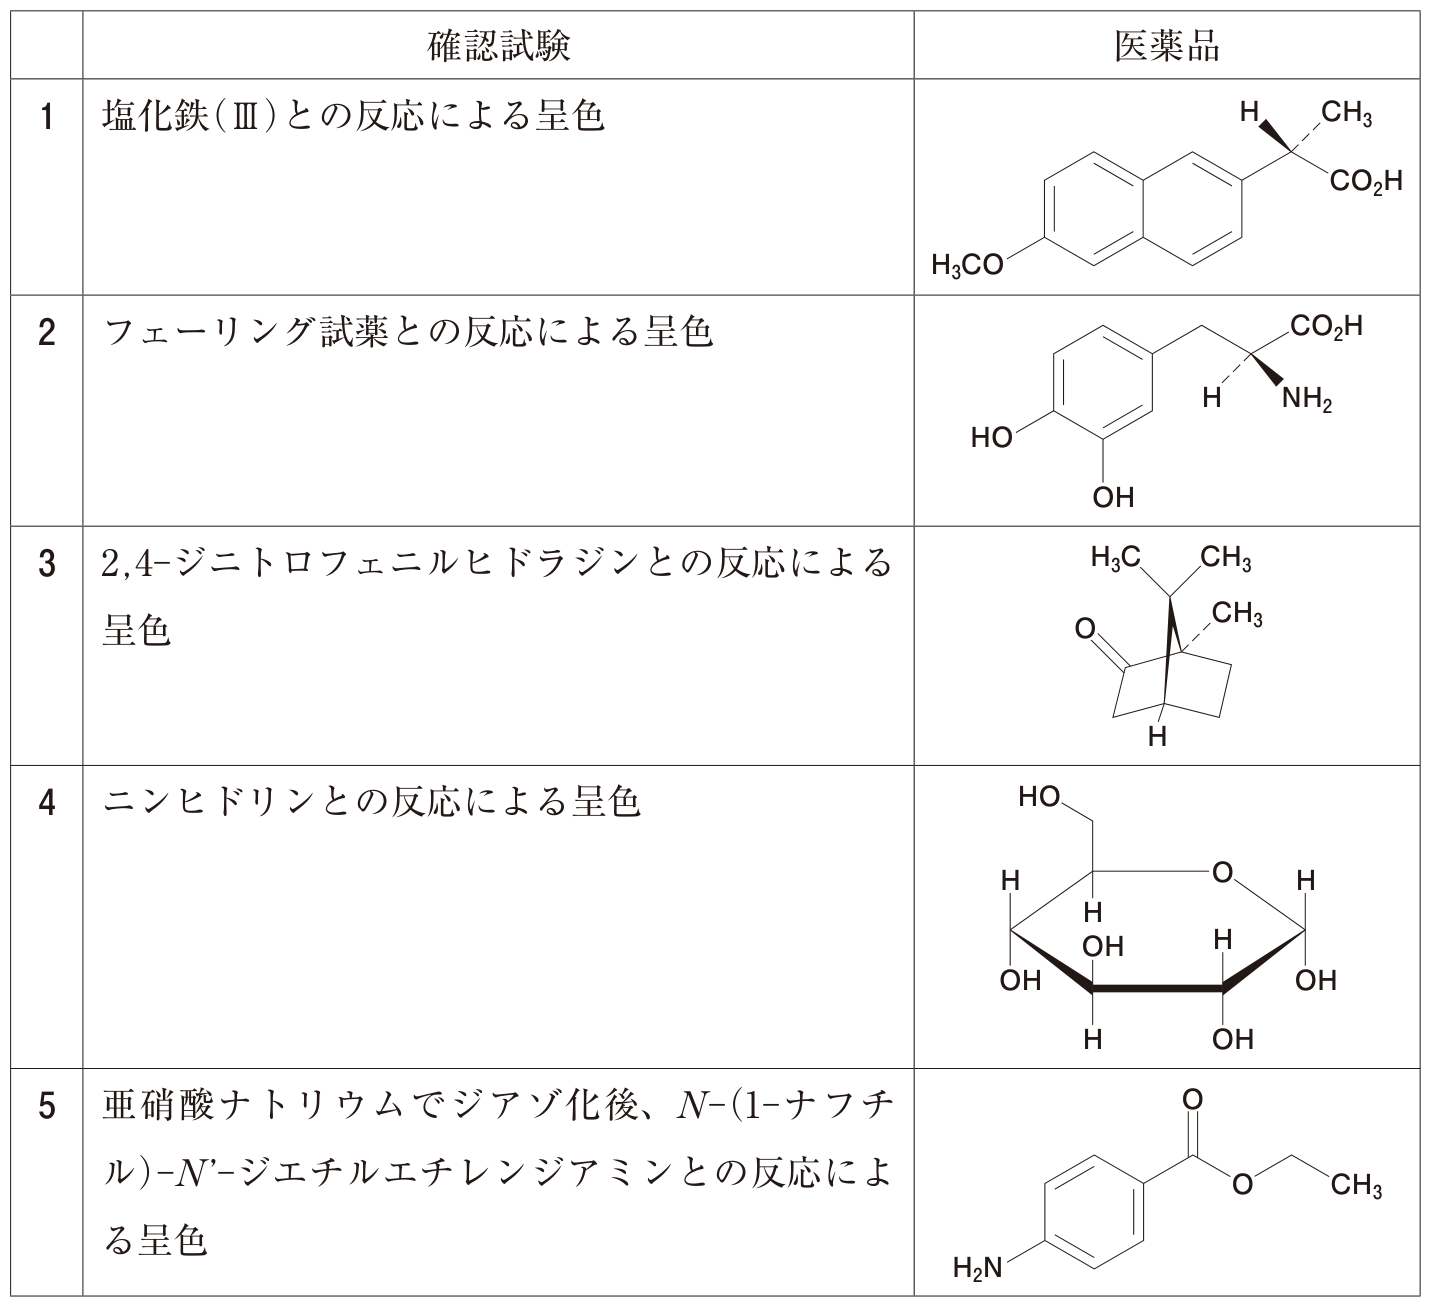 確認試験 医薬品
1 塩化鉄(Ⅲ)との反応による呈色
H CH3
CO2H
H3CO
2 フェーリング試薬との反応による呈色
CO2H
H NH2
HO
OH
3 2,4-ジニトロフェニルヒドラジンとの反応による
呈色
H3C CH3
CH3
O
H
4 ニンヒドリンとの反応による呈色
HO
H O H
H
OH H
OH OH
H OH
5 亜硝酸ナトリウムでジアゾ化後、N-(1-ナフチ
ル)-N’-ジエチルエチレンジアミンとの反応によ
る呈色
O
O CH3
H2N